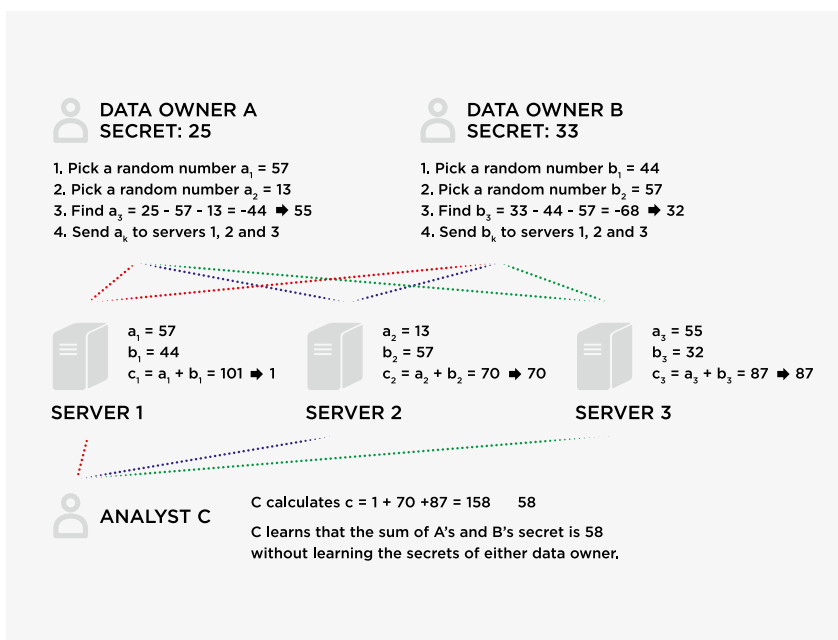 DATA OWNER A
SECRET: 25
1. Pick a random number a₁ = 57
2. Pick a random number a₂ = 13
3. Find a₃ = 25 - 57 - 13 = -44 ➡ 55
4. Send aₖ to servers 1, 2 and 3
DATA OWNER B
SECRET: 33
1. Pick a random number b₁ = 44
2. Pick a random number b₂ = 57
3. Find b₃ = 33 - 44 - 57 = -68 ➡ 32
4. Send bₖ to servers 1, 2 and 3
a₁ = 57
b₁ = 44
c₁ = a₁ + b₁ = 101 ➡ 1
SERVER 1
a₂ = 13
b₂ = 57
c₂ = a₂ + b₂ = 70 ➡ 70
SERVER 2
a₃ = 55
b₃ = 32
c₃ = a₃ + b₃ = 87 ➡ 87
SERVER 3
ANALYST C
C calculates c = 1 + 70 +87 = 158 58
C learns that the sum of A's and B's secret is 58
without learning the secrets of either data owner.